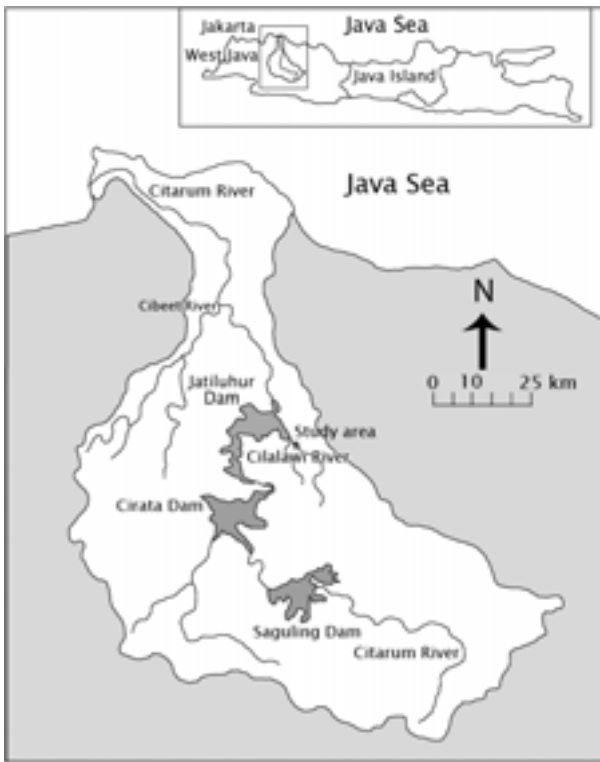 Jakarta
Java Sea
West Java
Java Island
Citarum River
Java Sea
Cibeet River
N
0 10 25 km
Jatiluhur
Dam
Study area
Cilalawi River
Cirata Dam
Saguling Dam
Citarum River